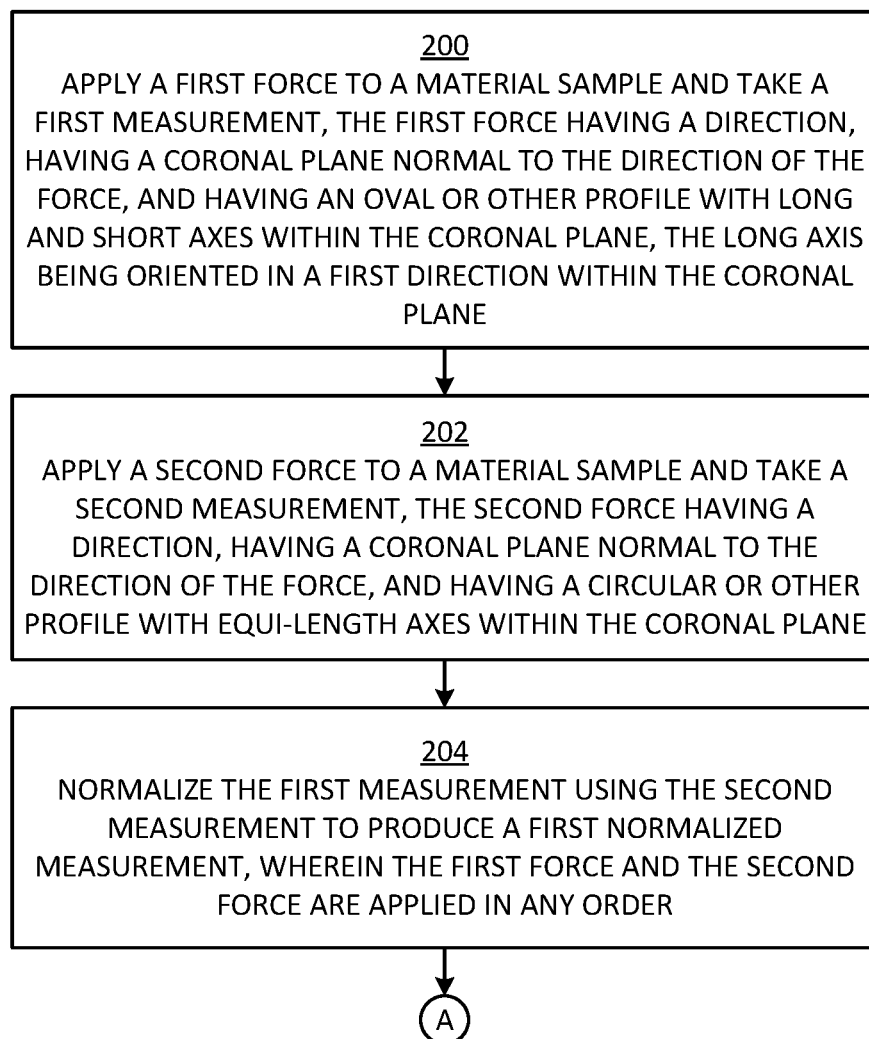 200
APPLY A FIRST FORCE TO A MATERIAL SAMPLE AND TAKE A
FIRST MEASUREMENT, THE FIRST FORCE HAVING A DIRECTION,
HAVING A CORONAL PLANE NORMAL TO THE DIRECTION OF THE
FORCE, AND HAVING AN OVAL OR OTHER PROFILE WITH LONG
AND SHORT AXES WITHIN THE CORONAL PLANE, THE LONG AXIS
BEING ORIENTED IN A FIRST DIRECTION WITHIN THE CORONAL
PLANE
202
APPLY A SECOND FORCE TO A MATERIAL SAMPLE AND TAKE A
SECOND MEASUREMENT, THE SECOND FORCE HAVING A
DIRECTION, HAVING A CORONAL PLANE NORMAL TO THE
DIRECTION OF THE FORCE, AND HAVING A CIRCULAR OR OTHER
PROFILE WITH EQUI-LENGTH AXES WITHIN THE CORONAL PLANE
204
NORMALIZE THE FIRST MEASUREMENT USING THE SECOND
MEASUREMENT TO PRODUCE A FIRST NORMALIZED
MEASUREMENT, WHEREIN THE FIRST FORCE AND THE SECOND
FORCE ARE APPLIED IN ANY ORDER
A